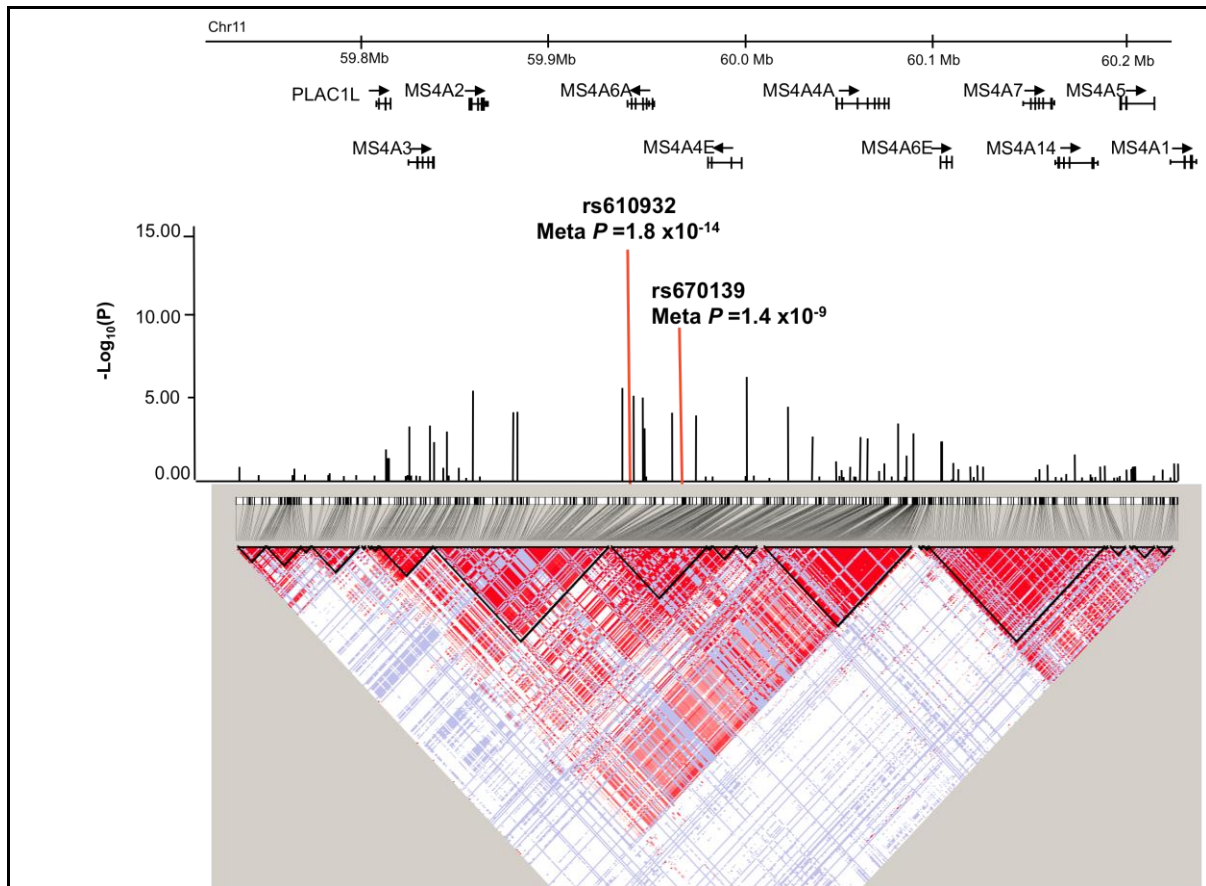 Chr11
59.8Mb 59.9Mb 60.0 Mb 60.1 Mb 60.2 Mb
PLAC1L MS4A2 MS4A6A MS4A4A MS4A7 MS4A5
MS4A3 MS4A4E MS4A6E MS4A14 MS4A1
rs610932
Meta P =1.8 x10-14
rs670139
Meta P =1.4 x10-9
15.00
10.00
5.00
0.00
-Log10(P)